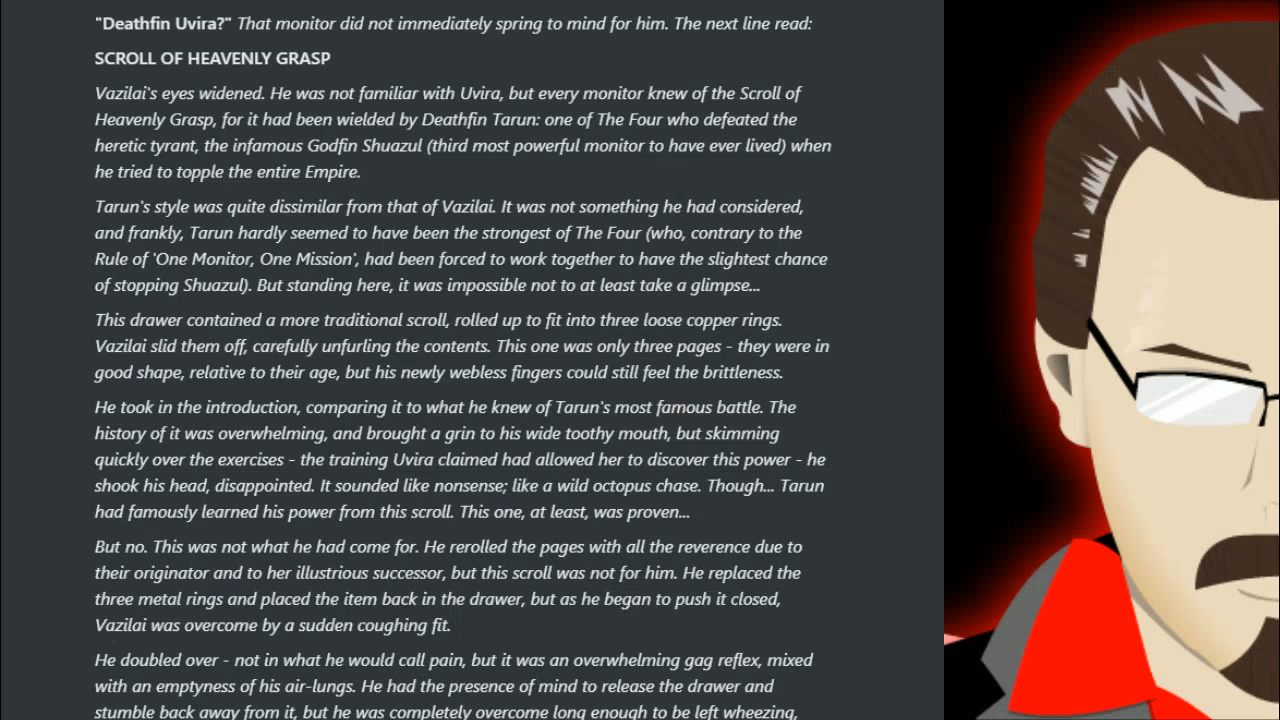 "Deathfin Uvira?" That monitor did not immediately spring to mind for him. The next line read:
SCROLL OF HEAVENLY GRASP
Vazilai's eyes widened. He was not familiar with Uvira, but every monitor knew of the Scroll of
Heavenly Grasp, for it had been wielded by Deathfin Tarun: one of The Four who defeated the
heretic tyrant, the infamous Godfin Shuazul (third most powerful monitor to have ever lived) when
he tried to topple the entire Empire.
Tarun's style was quite dissimilar from that of Vazilai. It was not something he had considered,
and frankly, Tarun hardly seemed to have been the strongest of The Four (who, contrary to the
Rule of 'One Monitor, One Mission', had been forced to work together to have the slightest chance
of stopping Shuazul). But standing here, it was impossible not to at least take a glimpse...
This drawer contained a more traditional scroll, rolled up to fit into three loose copper rings.
Vazilai slid them off, carefully unfurling the contents. This one was only three pages - they were in
good shape, relative to their age, but his newly webless fingers could still feel the brittleness.
He took in the introduction, comparing it to what he knew of Tarun's most famous battle. The
history of it was overwhelming, and brought a grin to his wide toothy mouth, but skimming
quickly over the exercises - the training Uvira claimed had allowed her to discover this power - he
shook his head, disappointed. It sounded like nonsense; like a wild octopus chase. Though... Tarun
had famously learned his power from this scroll. This one, at least, was proven...
But no. This was not what he had come for. He rerolled the pages with all the reverence due to
their originator and to her illustrious successor, but this scroll was not for him. He replaced the
three metal rings and placed the item back in the drawer, but as he began to push it closed,
Vazilai was overcome by a sudden coughing fit.
He doubled over - not in what he would call pain, but it was an overwhelming gag reflex, mixed
with an emptyness of his air-lungs. He had the presence of mind to release the drawer and
stumble back away from it, but he was completely overcome long enough to be left wheezing,